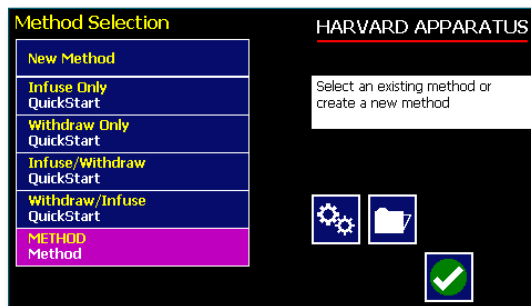 Method Selection
HARVARD APPARATUS
New Method
Infuse Only
QuickStart
Withdraw Only
QuickStart
Infuse/Withdraw
QuickStart
Withdraw/Infuse
QuickStart
METHOD
Method
Select an existing method or
create a new method